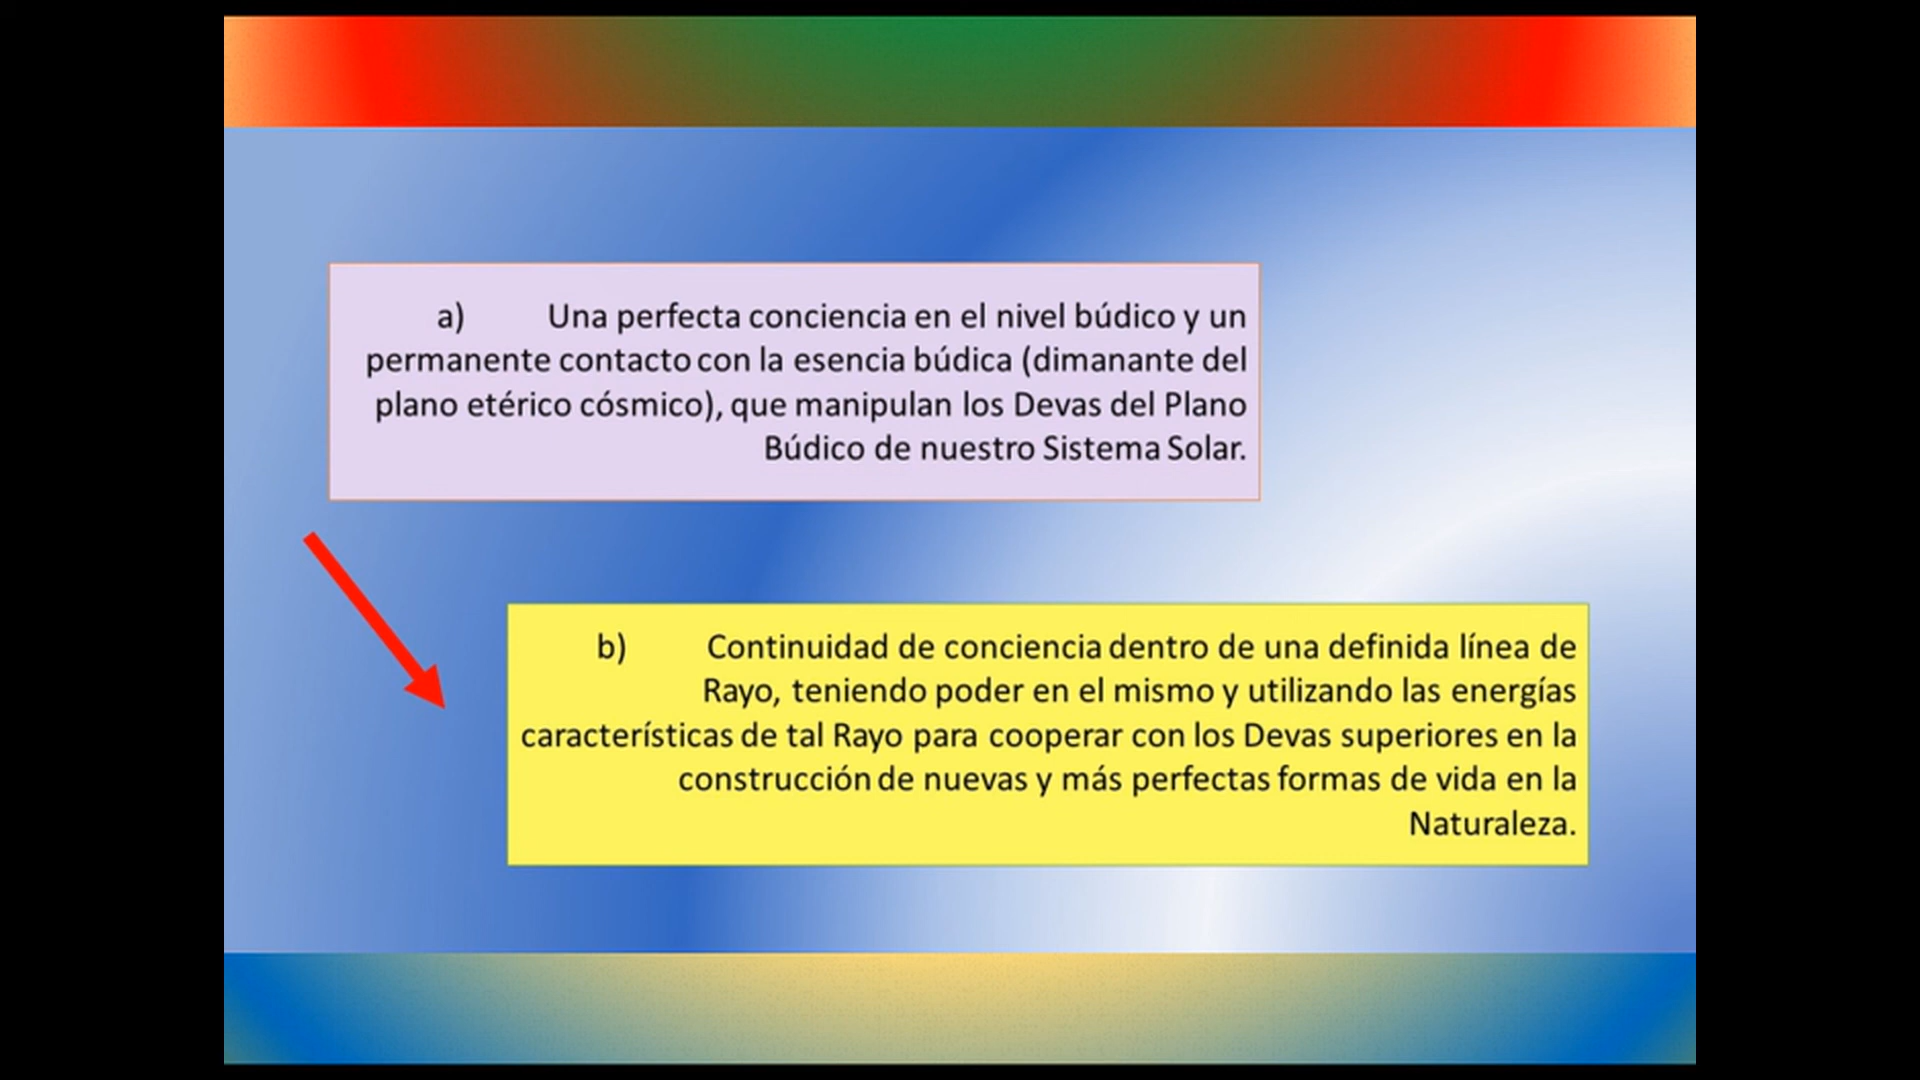 a) Una perfecta conciencia en el nivel búdico y un
permanente contacto con la esencia búdica (dimanante del
plano etérico cósmico), que manipulan los Devas del Plano
Búdico de nuestro Sistema Solar.
b) Continuidad de conciencia dentro de una definida línea de
Rayo, teniendo poder en el mismo y utilizando las energías
características de tal Rayo para cooperar con los Devas superiores en la
construcción de nuevas y más perfectas formas de vida en la
Naturaleza.